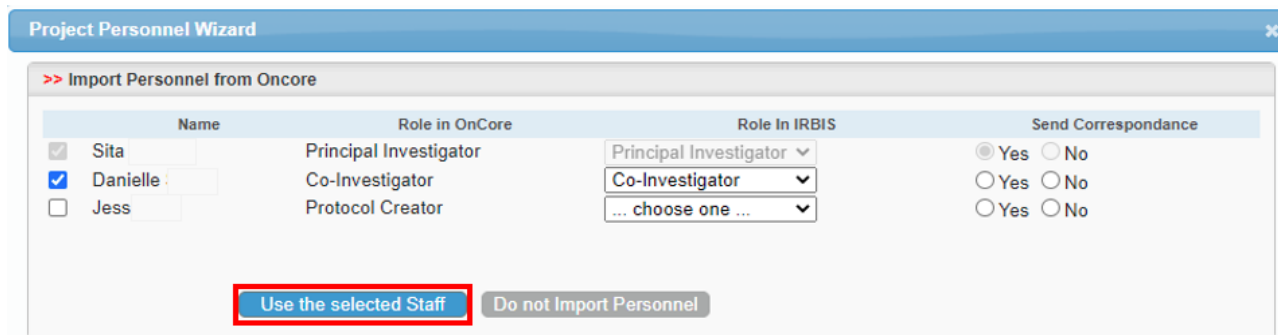 Project Personnel Wizard
>> Import Personnel from Oncore
Name Role in OnCore Role In IRBIS Send Correspondance
Sita Principal Investigator Principal Investigator Yes No
Danielle Co-Investigator Co-Investigator Yes No
Jess Protocol Creator ... choose one ... Yes No
Use the selected Staff Do not Import Personnel